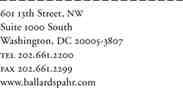 601 13th Street, NW
Suite 1000 South
Washington, DC 20005-3807
TEL 202.661.2200
FAX 202.661.2299
www.ballardspahr.com